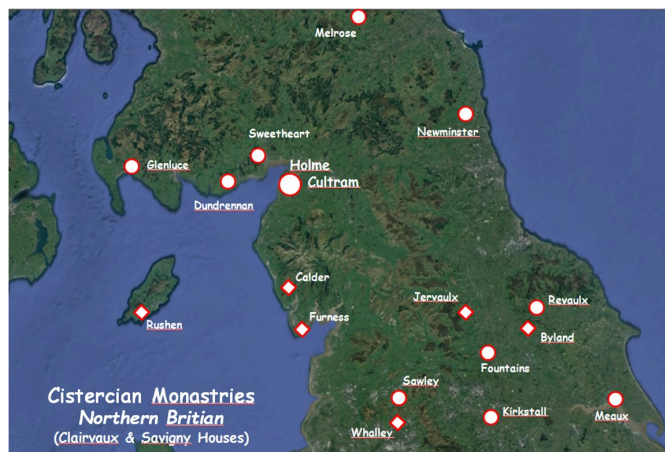 Melrose
Newminster
Sweetheart
Glenluce
Holme
Cultram
Dundrennan
Calder
Rushen
Furness
Jervaulx
Revaulx
Byland
Fountains
Sawley
Kirkstall
Meaux
Whalley
Cistercian Monastries
Northern Britian
(Clairvaux & Savigny Houses)